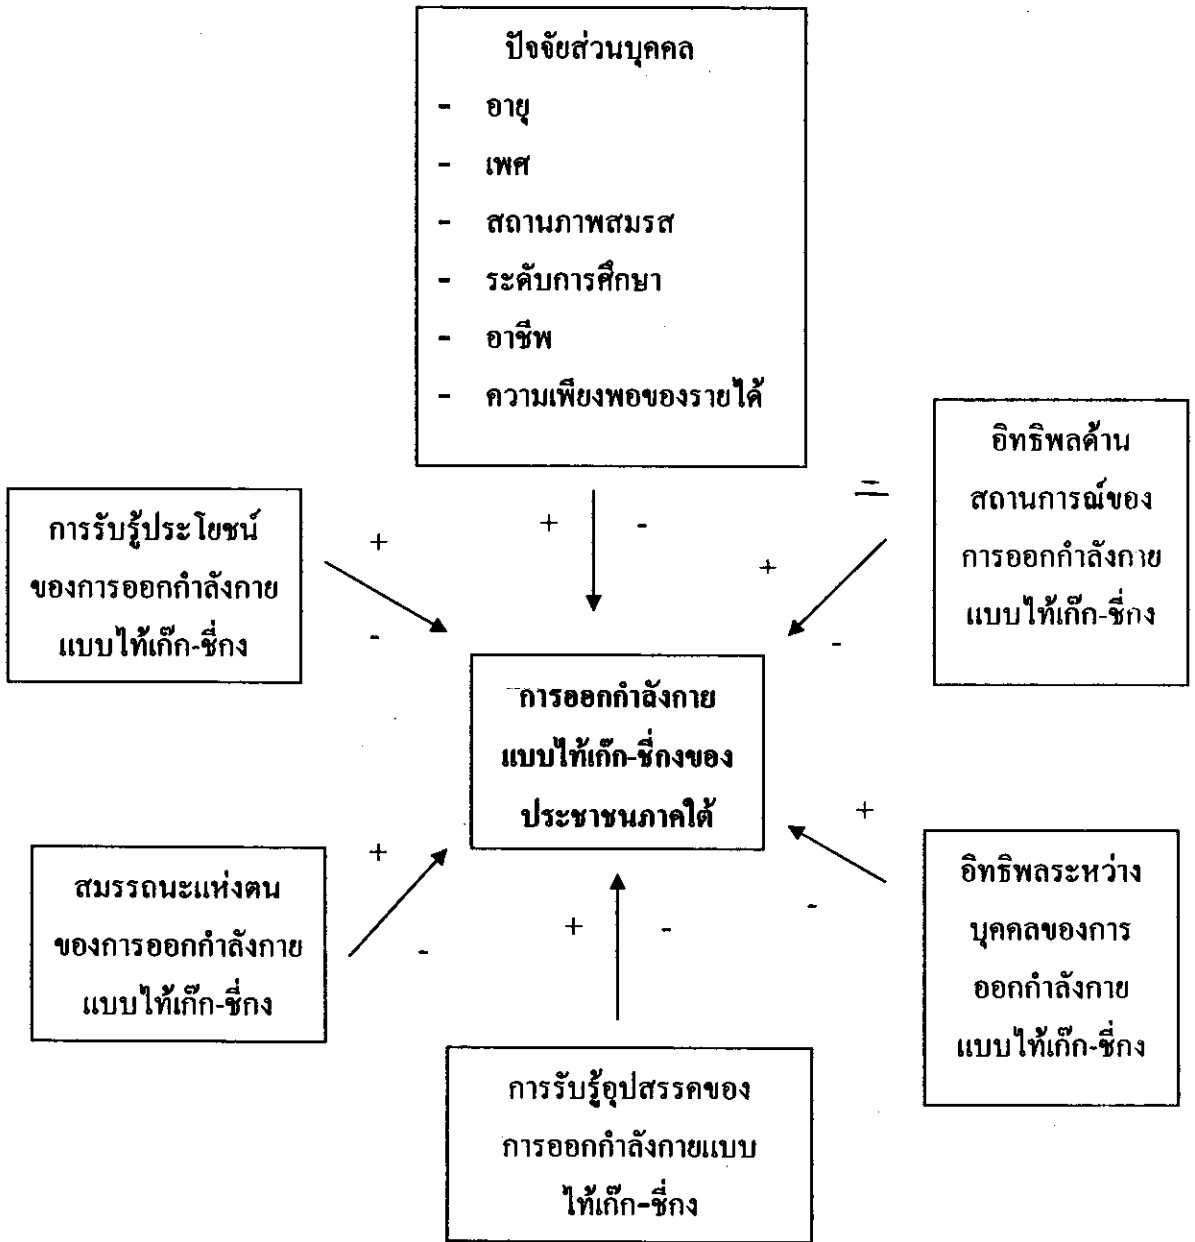 ปัจจัยส่วนบุคคล
- อายุ
- เพศ
- สถานภาพสมรส
- ระดับการศึกษา
- อาชีพ
- ความเพียงพอของรายได้
อิทธิพลด้าน
สถานการณ์ของ
การออกกำลังกาย
แบบไท้เก๊ก-ชี่กง
การรับรู้ประโยชน์
ของการออกกำลังกาย
แบบไท้เก๊ก-ชี่กง
+
-
+ -
+
-
การออกกำลังกาย
แบบไท้เก๊ก-ชี่กงของ
ประชาชนภาคใต้
สมรรถนะแห่งตน
ของการออกกำลังกาย
แบบไท้เก๊ก-ชี่กง
+
-
+ -
+
-
อิทธิพลระหว่าง
บุคคลของการ
ออกกำลังกาย
แบบไท้เก๊ก-ชี่กง
การรับรู้อุปสรรคของ
การออกกำลังกายแบบ
ไท้เก๊ก-ชี่กง